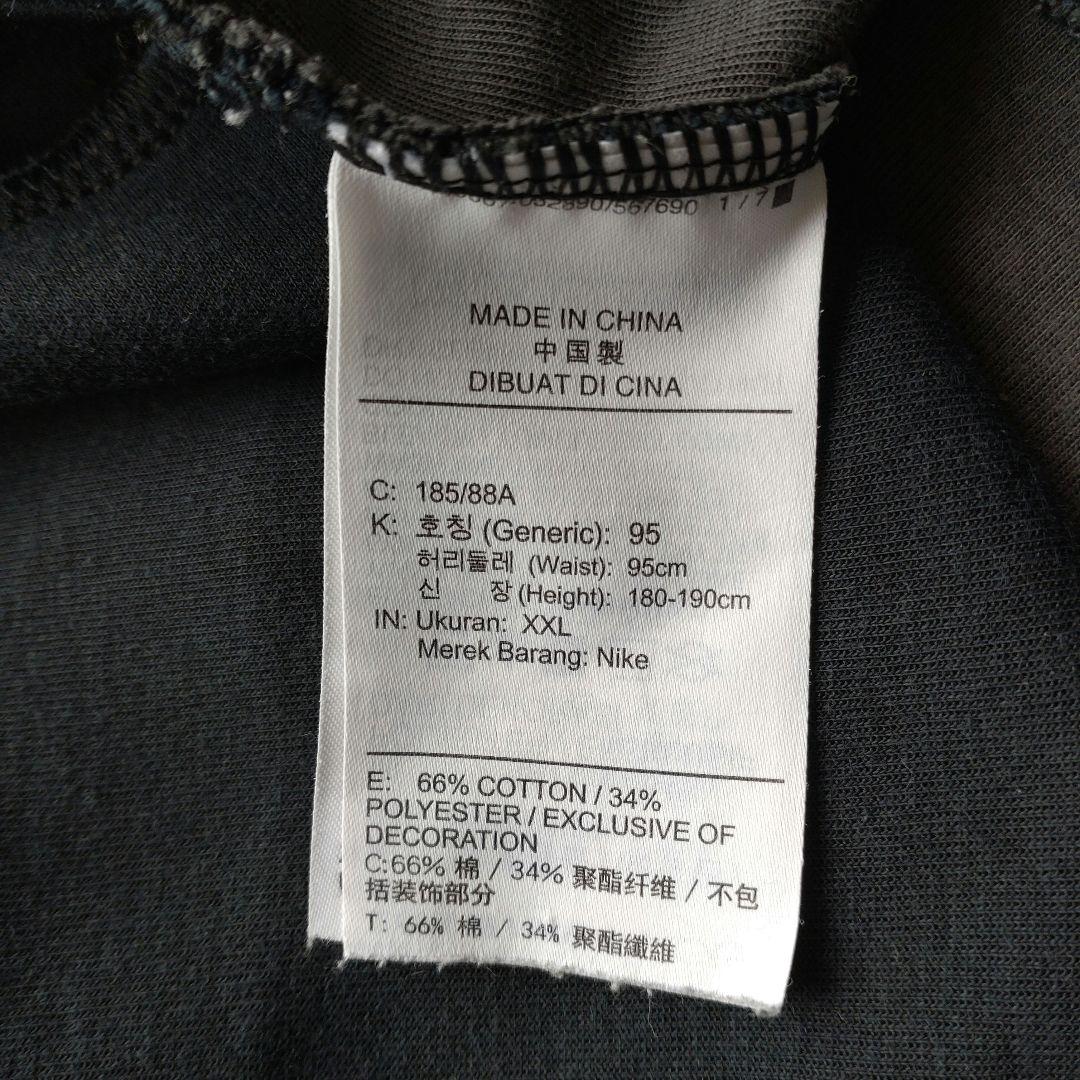 0528907567690 1/7
MADE IN CHINA
中国製
DIBUAT DI CINA
C: 185/88A
K: 호칭 (Generic): 95
허리둘레 (Waist): 95cm
신 장 (Height): 180-190cm
IN: Ukuran: XXL
Merek Barang: Nike
E: 66% COTTON / 34%
POLYESTER / EXCLUSIVE OF
DECORATION
C:66% 棉 / 34% 聚酯纤维 / 不包
括装饰部分
T: 66% 棉 / 34% 聚酯纖維